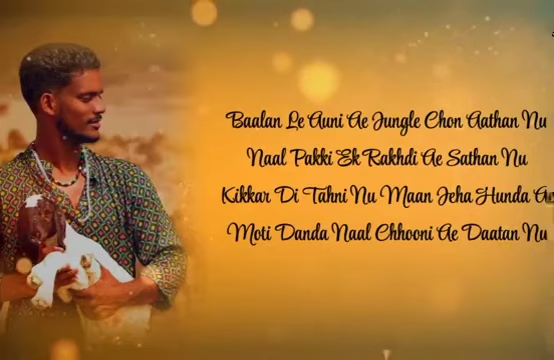 Baalan Le Auni Ae Jungle Chon Aathan Nu
Naal Pakki Ek Rakhdi Ae Sathan Nu
Kikkar Di Tahni Nu Maan Jeha Hunda
Moti Danda Naal Chhooni Ae Daatan Nu